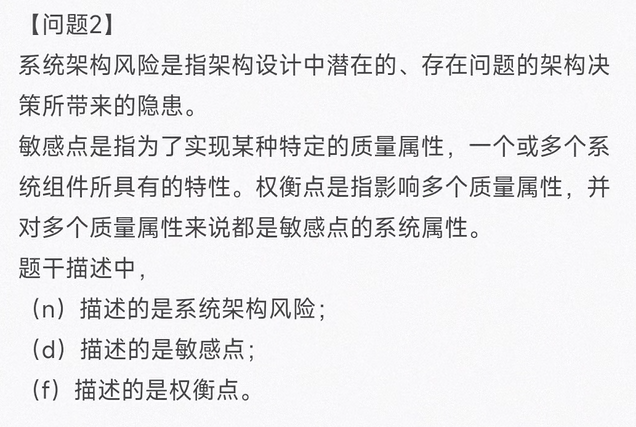 【问题2】
系统架构风险是指架构设计中潜在的、存在问题的架构决
策所带来的隐患。
敏感点是指为了实现某种特定的质量属性，一个或多个系
统组件所具有的特性。权衡点是指影响多个质量属性，并
对多个质量属性来说都是敏感点的系统属性。
题干描述中，
（n）描述的是系统架构风险；
（d）描述的是敏感点；
（f）描述的是权衡点。